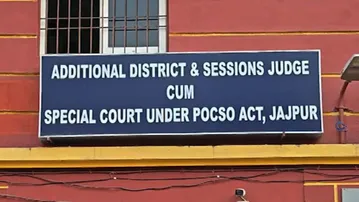 ADDITIONAL DISTRICT & SESSIONS JUDGE
CUM
SPECIAL COURT UNDER POCSO ACT, JAJPUR